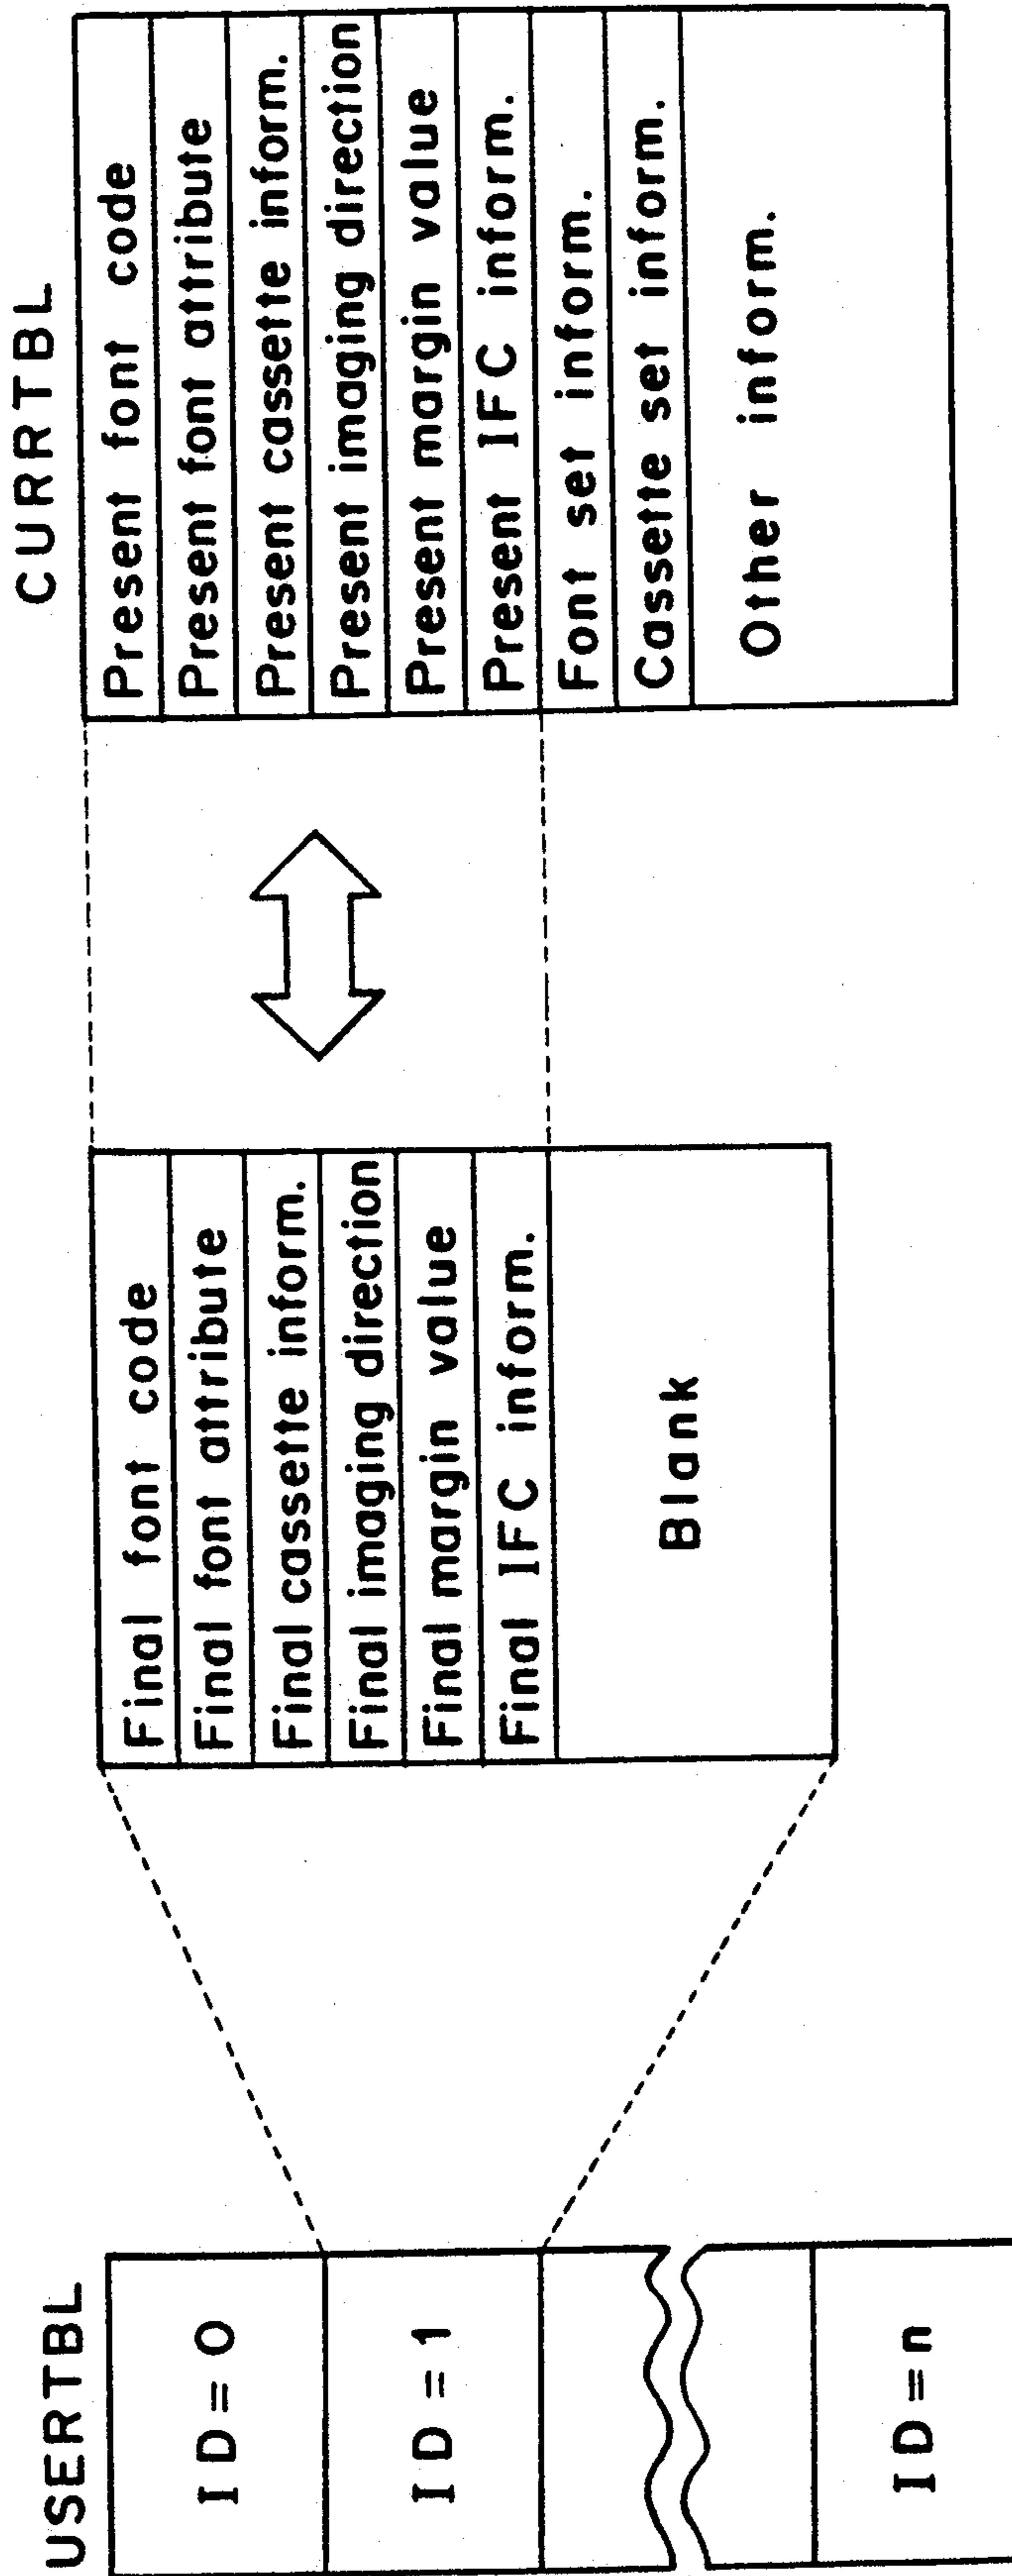 USERTBL
ID=0
ID=1
ID=n
Final font code
Final font attribute
Final cassette inform.
Final imaging direction
Final margin value
Final IFC inform.
Blank
CURRTBL
Present font code
Present font attribute
Present cassette inform.
Present imaging direction
Present margin value
Present IFC inform.
Font set inform.
Cassette set inform.
Other inform.